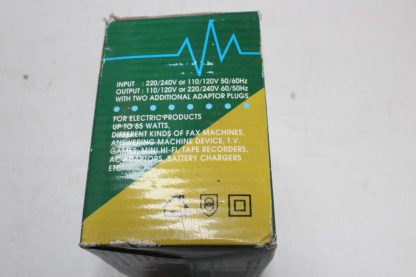 INPUT : 220/240V or 110/120V 50/60Hz
OUTPUT : 110/120V or 220/240V 60/50Hz
WITH TWO ADDITIONAL ADAPTOR PLUGS
FOR ELECTRIC PRODUCTS
UP TO 85 WATTS,
DIFFERENT KINDS OF FAX MACHINES,
ANSWERING MACHINE DEVICE, T.V
GAMES, MINI HI-FI, TAPE RECORDERS,
AC ADAPTORS, BATTERY CHARGERS
ETC.